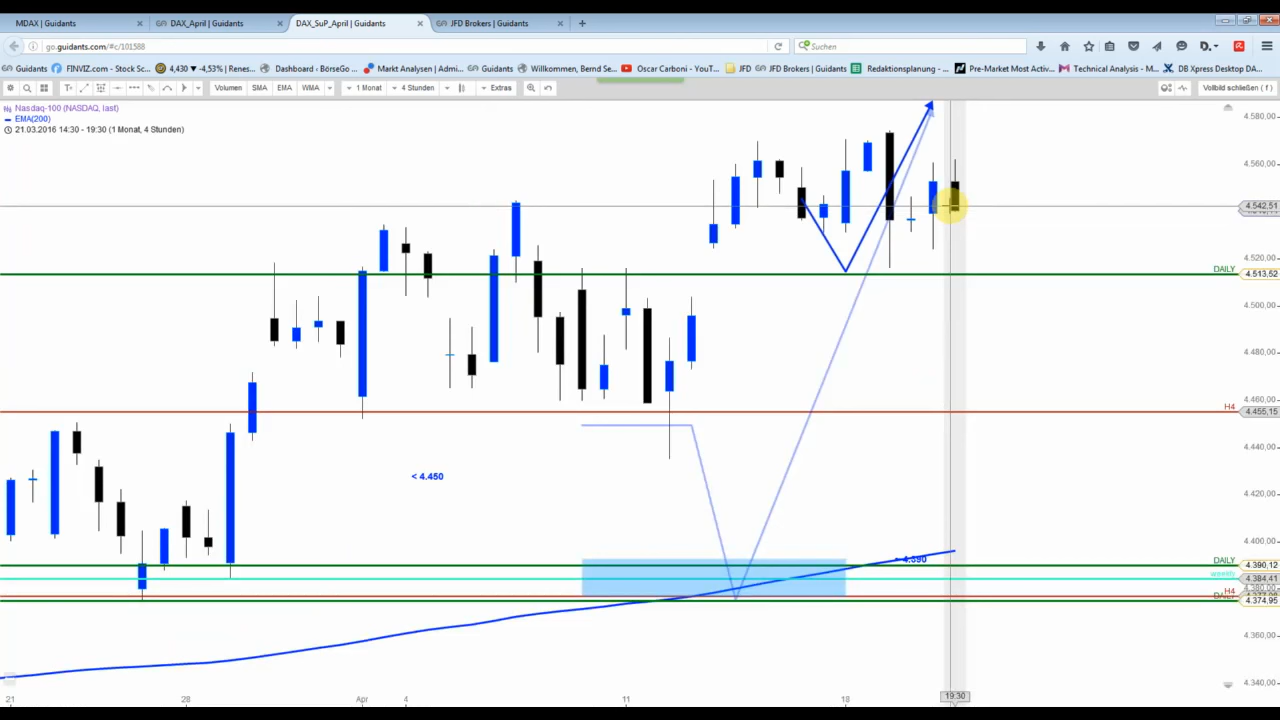 MDAX | Guidants
DAX_April | Guidants
DAX_SuP_April | Guidants
JFD Brokers | Guidants
go.guidants.com/#c/101588
Suchen
Guidants
FINVIZ.com - Stock Sc...
4,430 ▾ -4,53% | Renes...
Dashboard - BörseGo ...
Markt Analysen | Admi...
Guidants
Willkommen, Bernd Se...
Oscar Carboni - YouT...
JFD
JFD Brokers | Guidants
Redaktionsplanung - ...
Pre-Market Most Activ...
Technical Analysis - M...
DB Xpress Desktop DA...
Volumen
SMA
EMA
WMA
1 Monat
4 Stunden
Extras
Vollbild schließen ( f )
Nasdaq-100 (NASDAQ, last)
EMA(200)
21.03.2016 14:30 - 19:30 (1 Monat, 4 Stunden)
4.580,00
4.560,00
4.542,51
4.520,00
DAILY
4.513,52
4.500,00
4.480,00
4.460,00
H4
4.455,15
4.440,00
< 4.450
4.420,00
4.400,00
~ 4.390
DAILY
4.390,12
weekly
4.384,41
4.380,00
H4
4.374,95
4.360,00
4.340,00
21
28
Apr
4
11
18
19:30